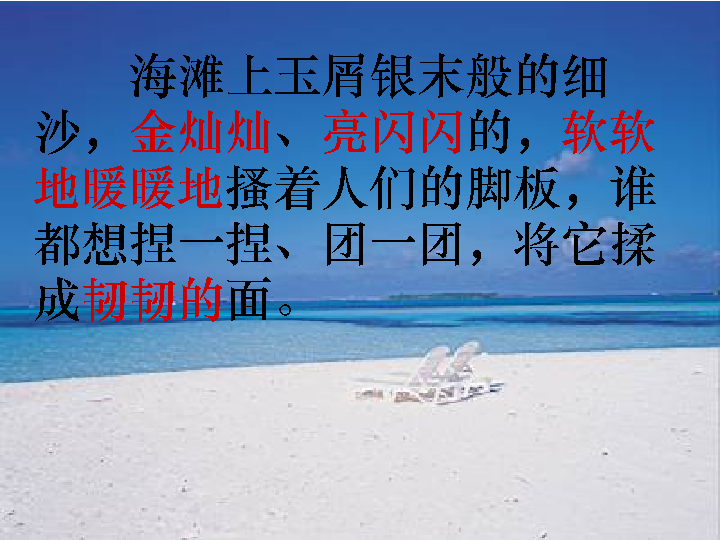 海滩上玉屑银末般的细
沙，金灿灿、亮闪闪的，软软
地暖暖地搔着人们的脚板，谁
都想捏一捏、团一团，将它揉
成韧韧的面。